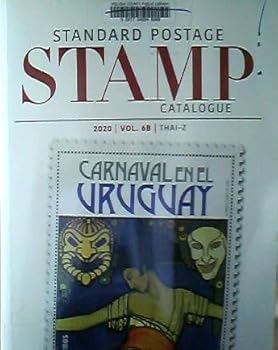 STANDARD POSTAGE
STAMP
CATALOGUE
2020 | VOL. 6B | THAI-Z
CARNAVAL EN EL
URUGUAY